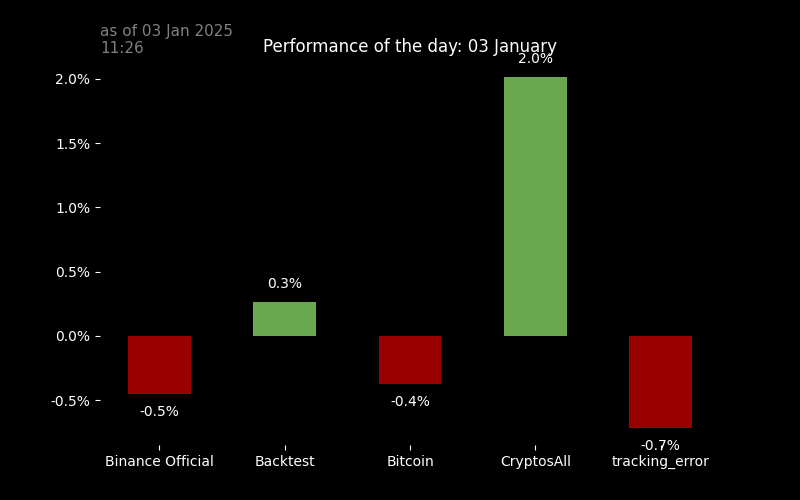 as of 03 Jan 2025
11:26
Performance of the day: 03 January
2.0%
2.0%
1.5%
1.0%
0.5%
0.3%
0.0%
-0.5%
-0.5%
-0.4%
-0.7%
Binance Official
Backtest
Bitcoin
CryptosAll
tracking_error